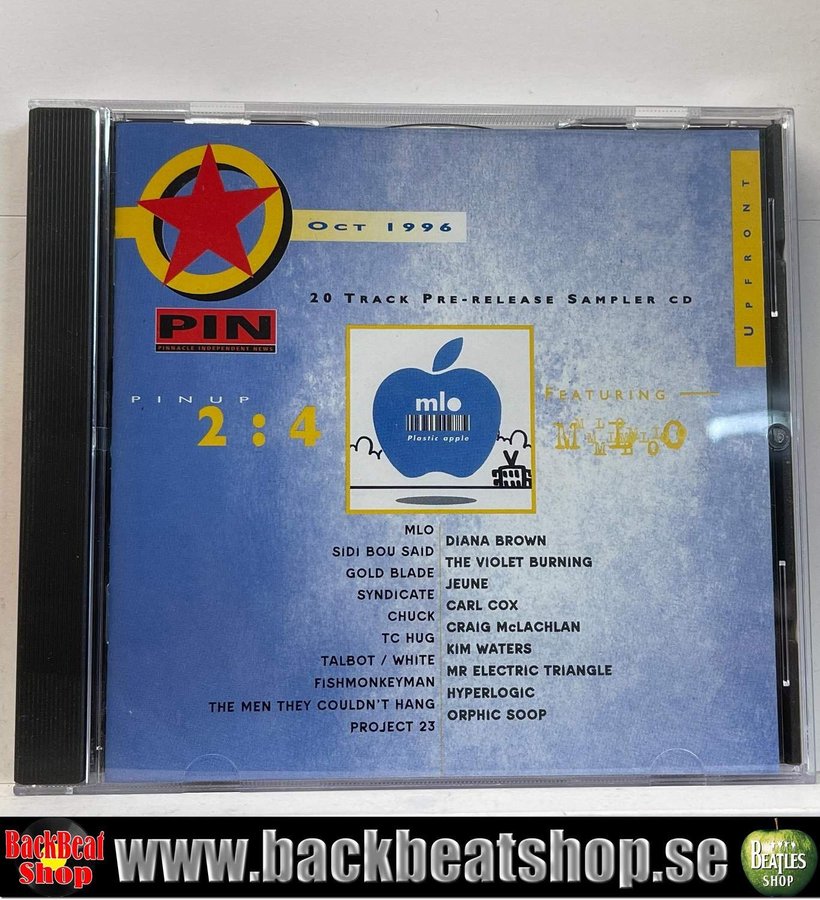 OCT 1996
20 TRACK PRE-RELEASE SAMPLER CD
UPFRONT
PIN
PINNACLE INDEPENDENT NEWS
PINUP
2 : 4
mlo
Plastic apple
FEATURING
MLO
SIDI BOU SAID
GOLD BLADE
SYNDICATE
CHUCK
TC HUG
TALBOT / WHITE
FISHMONKEYMAN
THE MEN THEY COULDN'T HANG
PROJECT 23
DIANA BROWN
THE VIOLET BURNING
JEUNE
CARL COX
CRAIG McLACHLAN
KIM WATERS
MR ELECTRIC TRIANGLE
HYPERLOGIC
ORPHIC SOOP
BackBeat
Shop
www.backbeatshop.se
BEATLES
SHOP